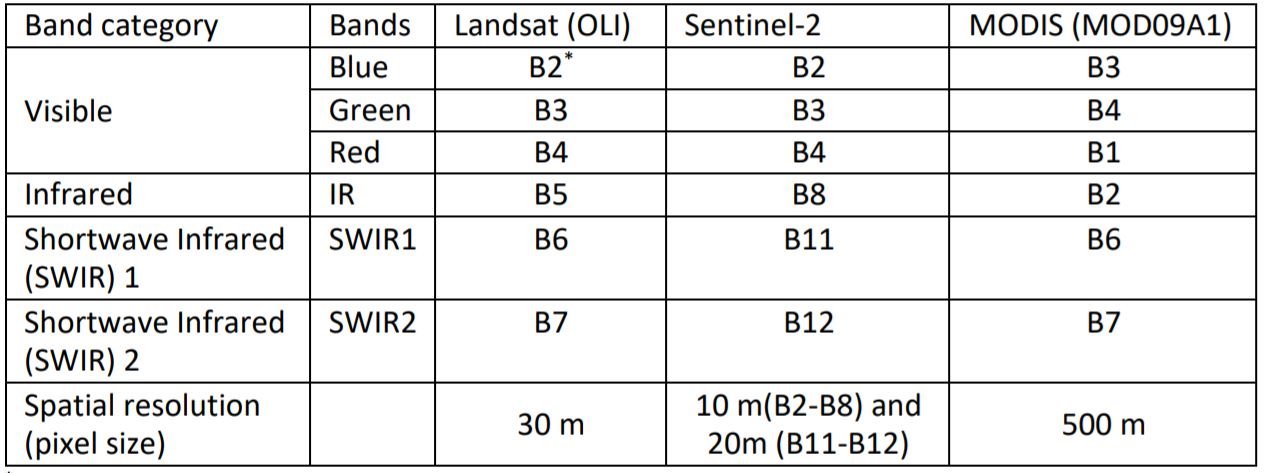 Band category Bands Landsat (OLI) Sentinel-2 MODIS (MOD09A1)
Visible
Blue B2* B2 B3
Green B3 B3 B4
Red B4 B4 B1
Infrared IR B5 B8 B2
Shortwave Infrared SWIR1 B6 B11 B6
(SWIR) 1
Shortwave Infrared SWIR2 B7 B12 B7
(SWIR) 2
Spatial resolution
(pixel size)
30 m
10 m(B2-B8) and
20m (B11-B12)
500 m